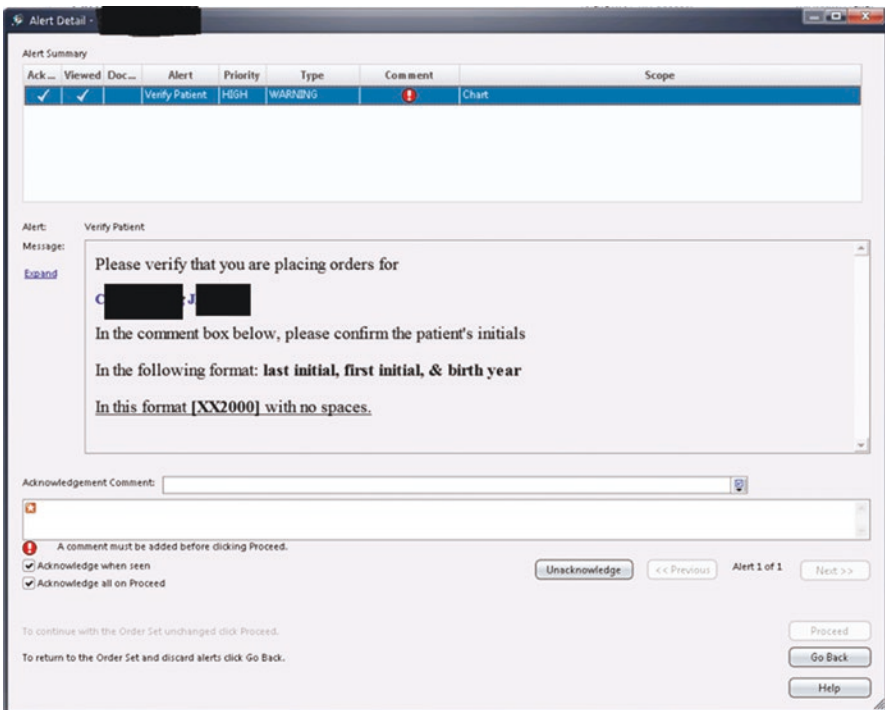 Alert Detail -
Alert Summary
Ack... Viewed Doc... Alert Priority Type Comment Scope
Verify Patient HIGH WARNING Chart
Alert: Verify Patient
Message:
Expand
Please verify that you are placing orders for
C J
In the comment box below, please confirm the patient's initials
In the following format: last initial, first initial, & birth year
In this format [XX2000] with no spaces.
Acknowledgement Comment:
A comment must be added before clicking Proceed.
Acknowledge when seen
Acknowledge all on Proceed
Unacknowledge << Previous Alert 1 of 1 Next >>
To continue with the Order Set unchanged click Proceed.
Proceed
To return to the Order Set and discard alerts click Go Back.
Go Back
Help